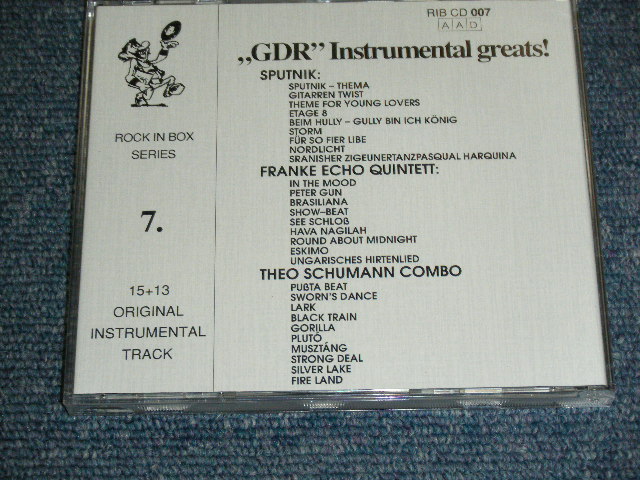 RIB CD 007
AAD
„GDR” Instrumental greats!
SPUTNIK:
SPUTNIK – THEMA
GITARREN TWIST
THEME FOR YOUNG LOVERS
ETAGE 8
BEIM HULLY – GULLY BIN ICH KÖNIG
STORM
FÜR SO FIER LIBE
NORDLICHT
SRANISHER ZIGEUNERTANZPASQUAL HARQUINA
FRANKE ECHO QUINTETT:
IN THE MOOD
PETER GUN
BRASILIANA
SHOW–BEAT
SEE SCHLOß
HAVA NAGILAH
ROUND ABOUT MIDNIGHT
ESKIMO
UNGARISCHES HIRTENLIED
THEO SCHUMANN COMBO
PUßTA BEAT
SWORN'S DANCE
LARK
BLACK TRAIN
GORILLA
PLUTÓ
MUSZTÁNG
STRONG DEAL
SILVER LAKE
FIRE LAND
ROCK IN BOX
SERIES
7.
15+13
ORIGINAL
INSTRUMENTAL
TRACK